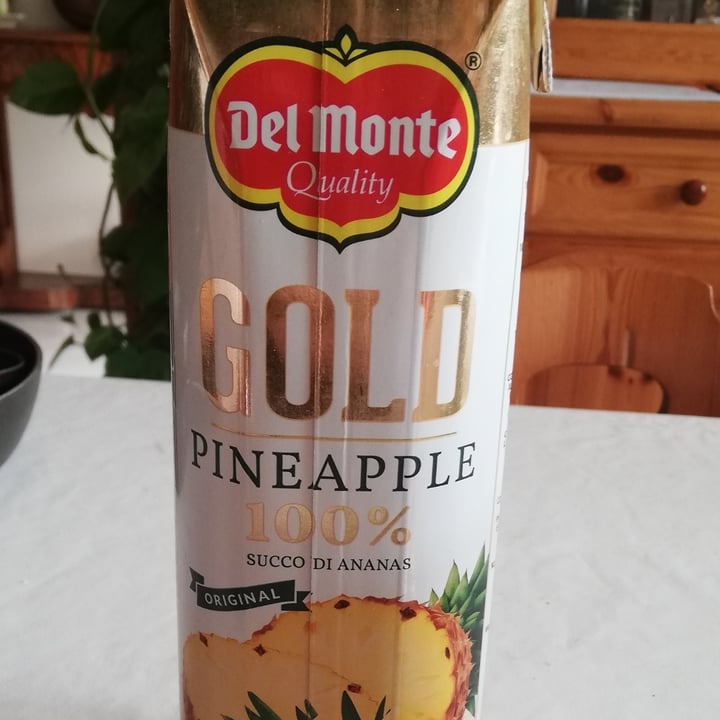 ®
Del Monte
Quality
GOLD
PINEAPPLE
100%
SUCCO DI ANANAS
ORIGINAL